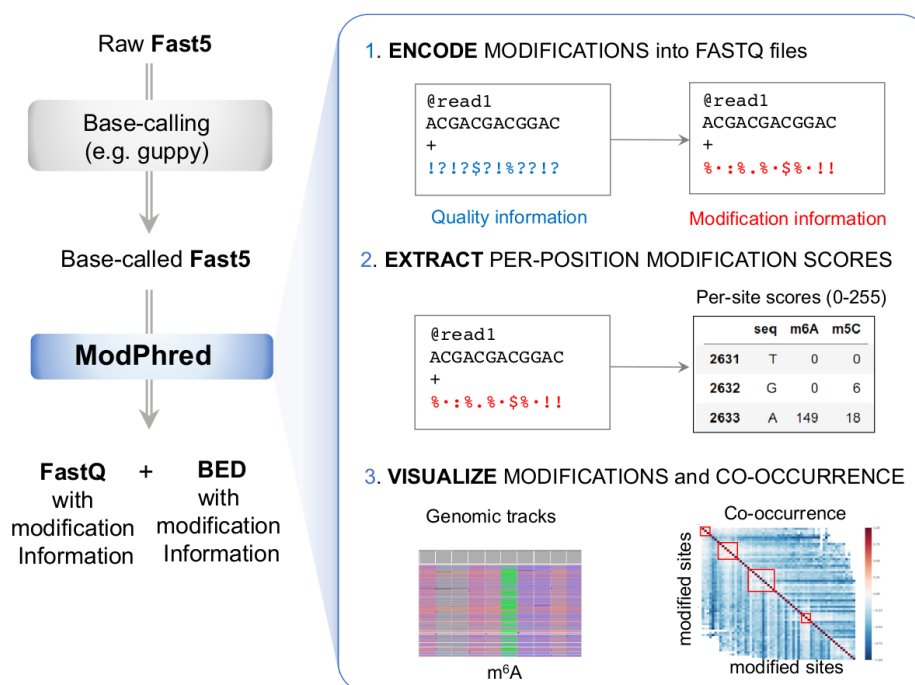 Raw Fast5
Base-calling
(e.g. guppy)
Base-called Fast5
ModPhred
FastQ + BED
with with
modification modification
Information Information
1. ENCODE MODIFICATIONS into FASTQ files
@read1
ACGACGACGGAC
+
!?!?$?!%??!?
Quality information
@read1
ACGACGACGGAC
+
%·:%.%·$%·!!
Modification information
2. EXTRACT PER-POSITION MODIFICATION SCORES
@read1
ACGACGACGGAC
+
%·:%.%·$%·!!
Per-site scores (0-255)
seq m6A m5C
2631 T 0 0
2632 G 0 6
2633 A 149 18
3. VISUALIZE MODIFICATIONS and CO-OCCURRENCE
Genomic tracks
m⁶A
Co-occurrence
modified sites
modified sites